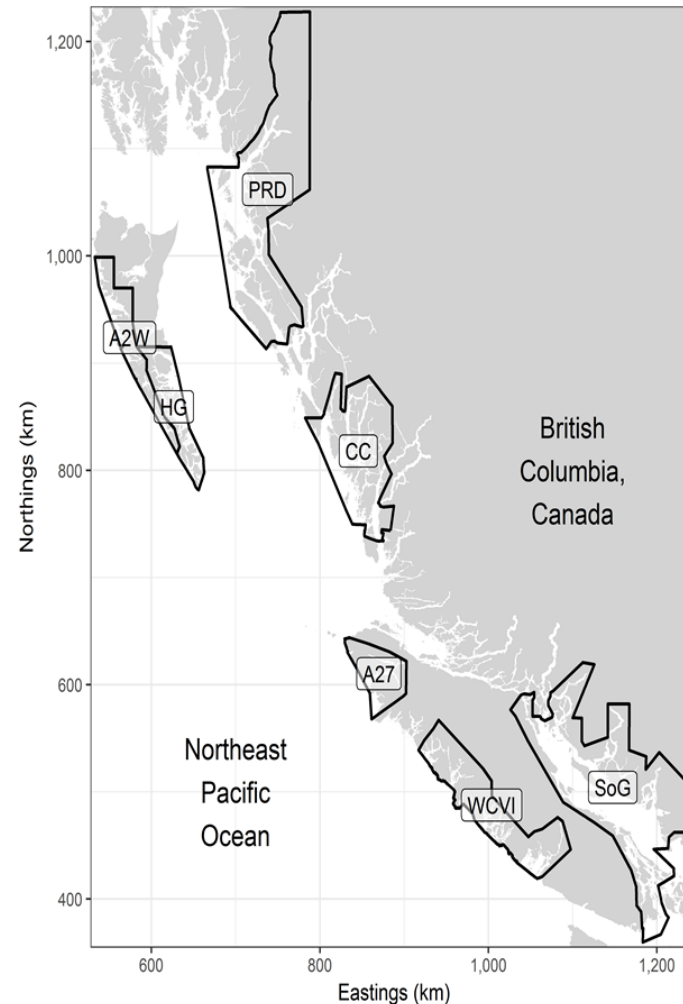 1,200
PRD
1,000
A2W
HG
CC
British
Columbia,
Canada
800
Northings (km)
A27
600
Northeast
Pacific
Ocean
WCVI
SoG
400
600
800
1,000
1,200
Eastings (km)